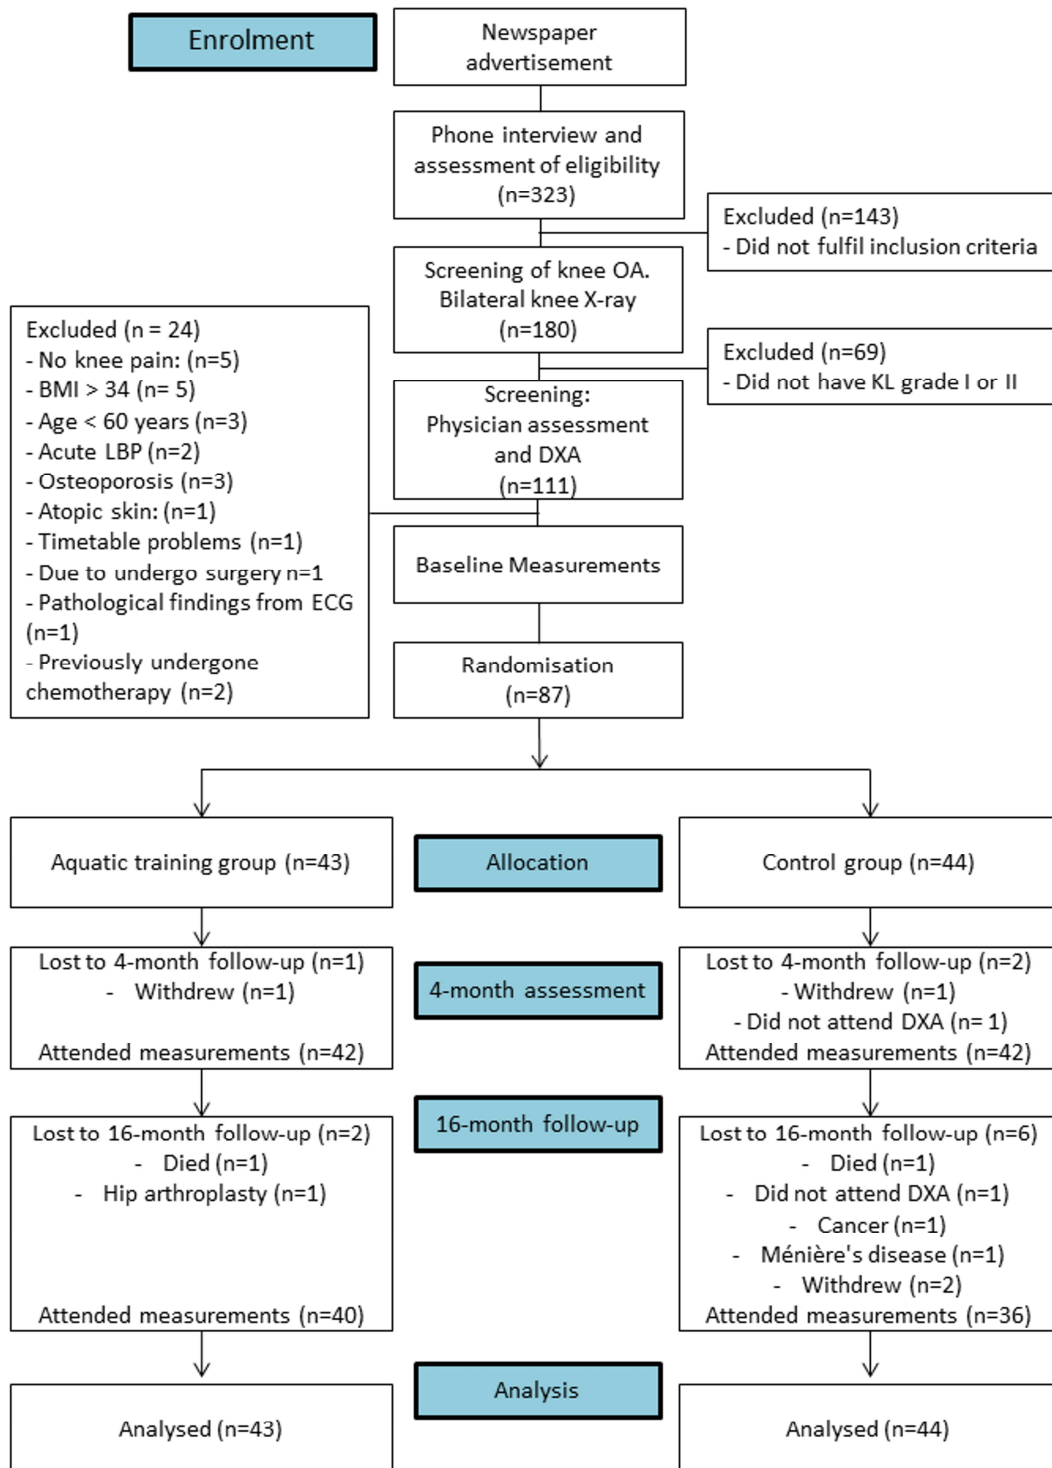 Enrolment
Newspaper
advertisement
Phone interview and
assessment of eligibility
(n=323)
Excluded (n=143)
- Did not fulfil inclusion criteria
Screening of knee OA.
Bilateral knee X-ray
(n=180)
Excluded (n=69)
- Did not have KL grade I or II
Screening:
Physician assessment
and DXA
(n=111)
Excluded (n = 24)
- No knee pain: (n=5)
- BMI > 34 (n= 5)
- Age < 60 years (n=3)
- Acute LBP (n=2)
- Osteoporosis (n=3)
- Atopic skin: (n=1)
- Timetable problems (n=1)
- Due to undergo surgery n=1
- Pathological findings from ECG
(n=1)
- Previously undergone
chemotherapy (n=2)
Baseline Measurements
Randomisation
(n=87)
Aquatic training group (n=43)
Allocation
Control group (n=44)
Lost to 4-month follow-up (n=1)
- Withdrew (n=1)
Attended measurements (n=42)
4-month assessment
Lost to 4-month follow-up (n=2)
- Withdrew (n=1)
- Did not attend DXA (n= 1)
Attended measurements (n=42)
16-month follow-up
Lost to 16-month follow-up (n=2)
- Died (n=1)
- Hip arthroplasty (n=1)
Attended measurements (n=40)
Lost to 16-month follow-up (n=6)
- Died (n=1)
- Did not attend DXA (n=1)
- Cancer (n=1)
- Ménière's disease (n=1)
- Withdrew (n=2)
Attended measurements (n=36)
Analysis
Analysed (n=43)
Analysed (n=44)